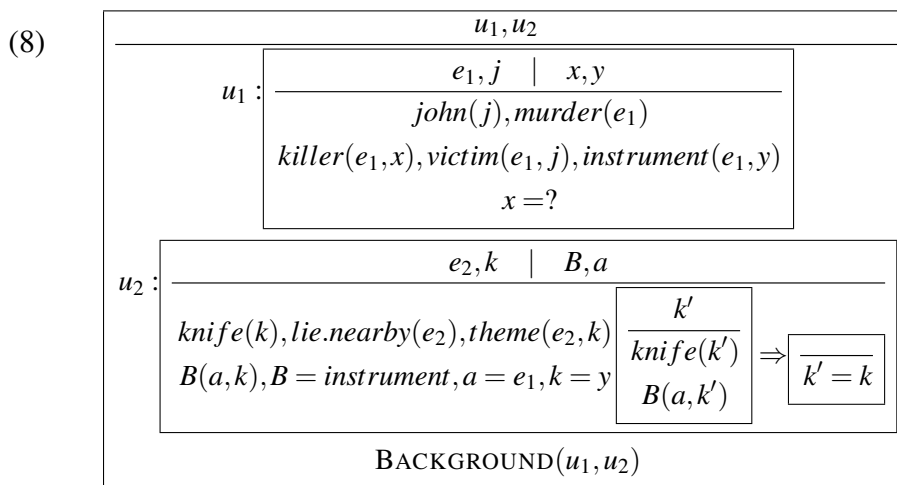 (8)
u₁, u₂
u₁ :
e₁, j | x, y
john(j), murder(e₁)
killer(e₁, x), victim(e₁, j), instrument(e₁, y)
x =?
u₂ :
e₂, k | B, a
knife(k), lie.nearby(e₂), theme(e₂, k)
B(a, k), B = instrument, a = e₁, k = y
k′
knife(k′)
B(a, k′)
⇒
k′ = k
BACKGROUND(u₁, u₂)